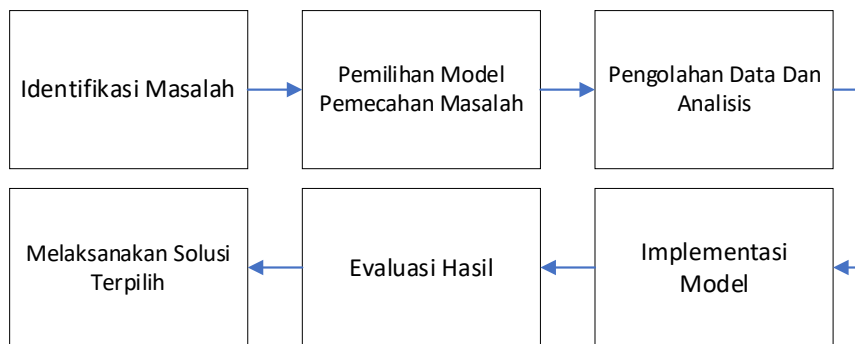 Identifikasi Masalah
Pemilihan Model
Pemecahan Masalah
Pengolahan Data Dan
Analisis
Implementasi
Model
Evaluasi Hasil
Melaksanakan Solusi
Terpilih